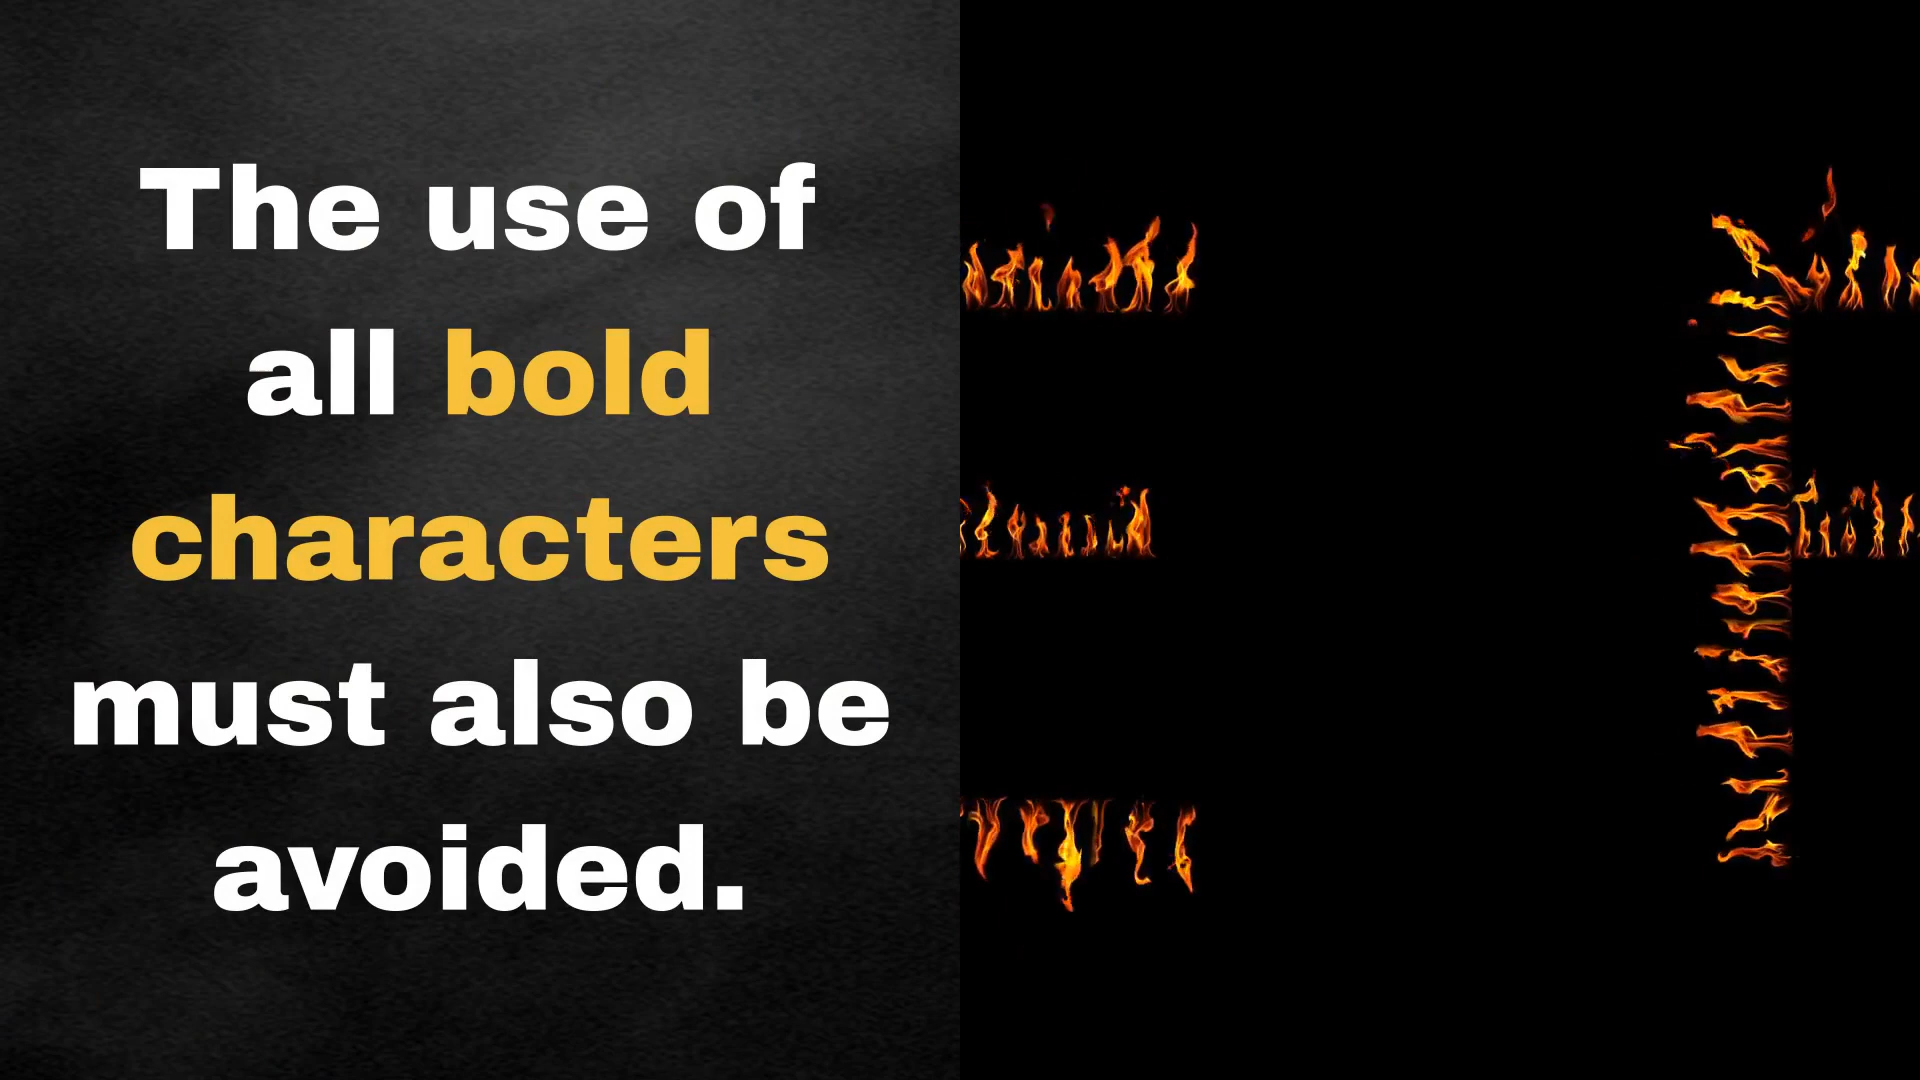 The use of
all bold
characters
must also be
avoided.